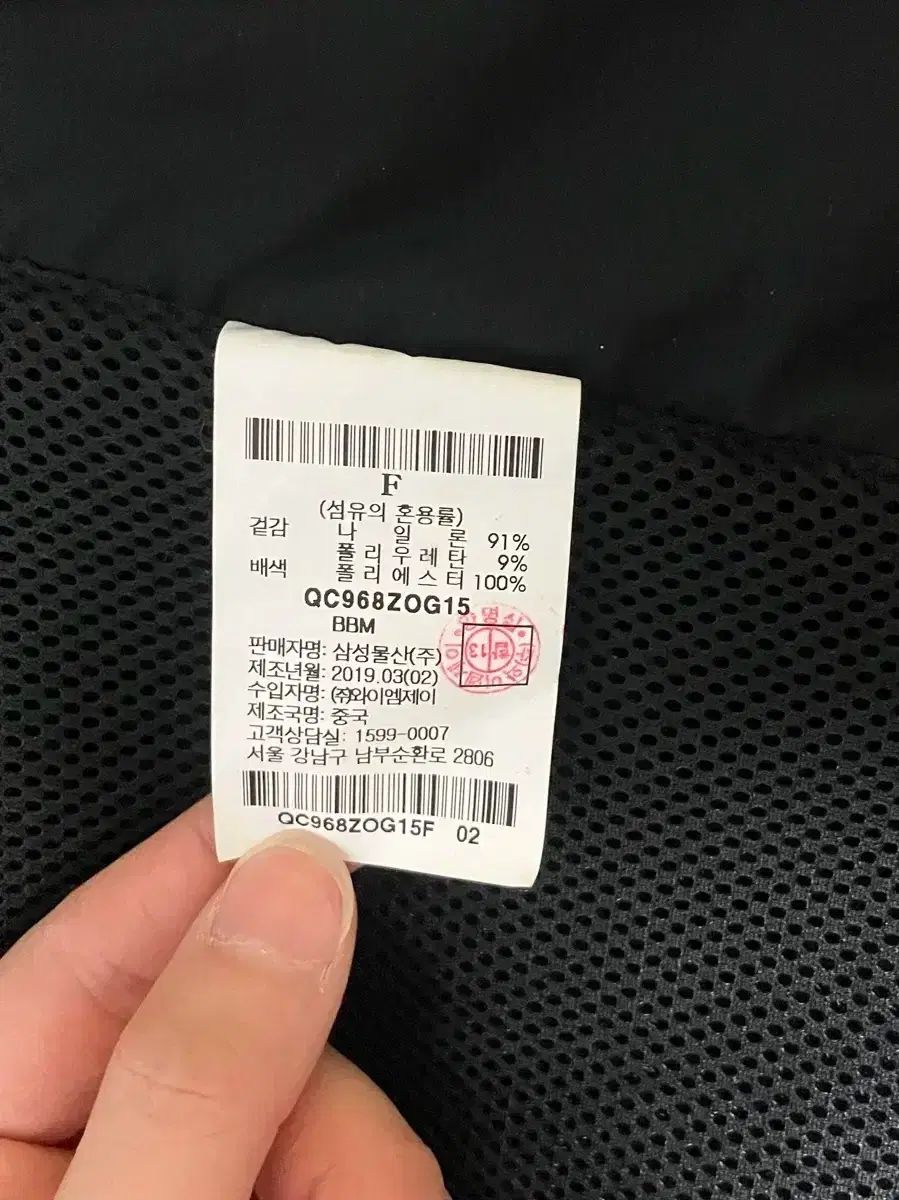 F
(섬유의 혼용률)
겉감 나 일 론 91%
폴 리 우 레 탄 9%
배색 폴 리 에 스 터 100%
QC968ZOG15
BBM
판매자명: 삼성물산(주)
제조년월: 2019.03(02)
수입자명: ㈜와이엠제이
제조국명: 중국
고객상담실: 1599-0007
서울 강남구 남부순환로 2806
QC968ZOG15F 02